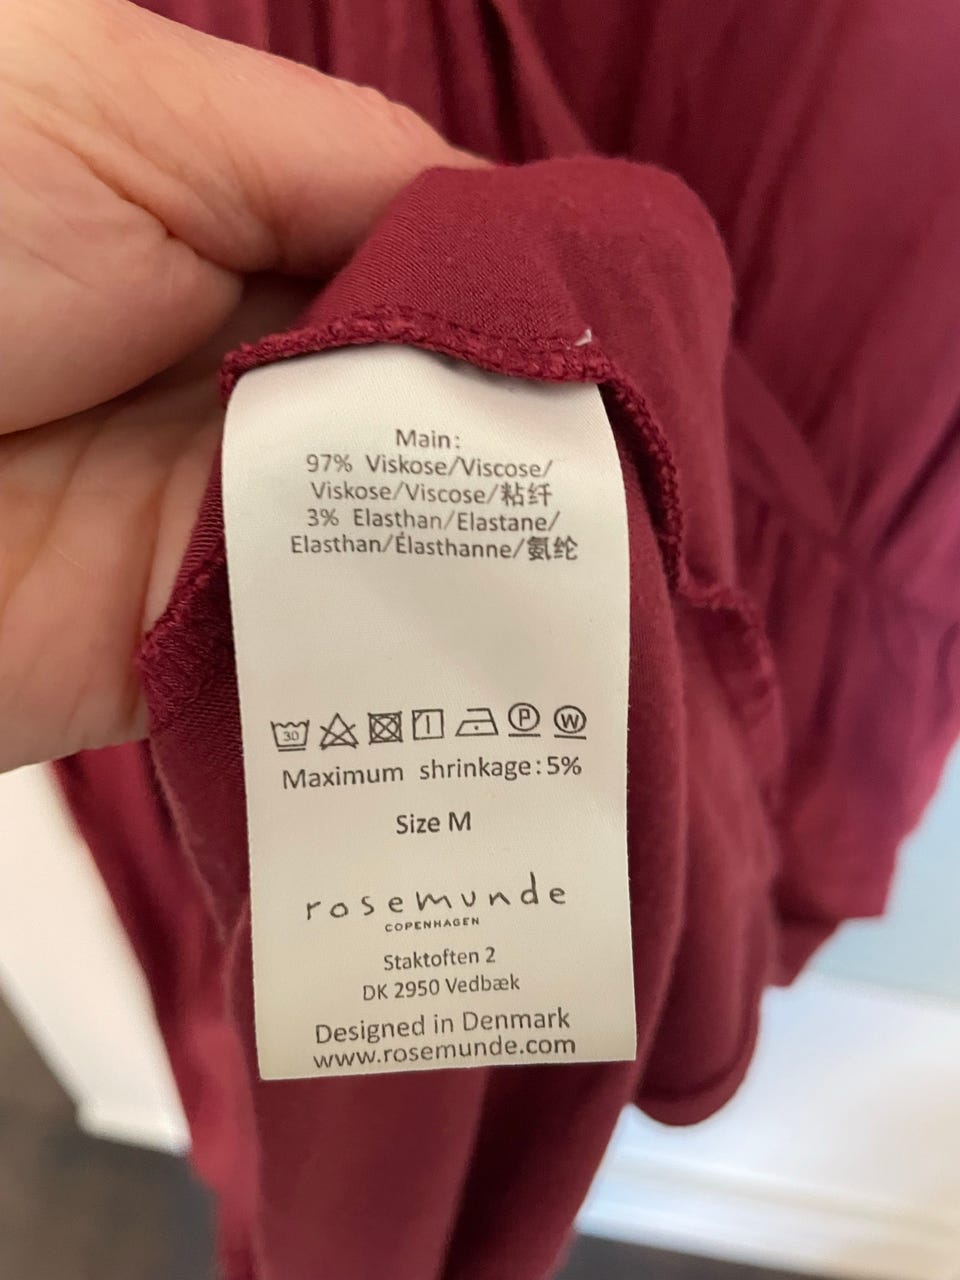 Main:
97% Viskose/Viscose/
Viskose/Viscose/粘纤
3% Elasthan/Elastane/
Elasthan/Élasthanne/氨纶
30 P W
Maximum shrinkage:5%
Size M
rosemunde
COPENHAGEN
Staktoften 2
DK 2950 Vedbæk
Designed in Denmark
www.rosemunde.com